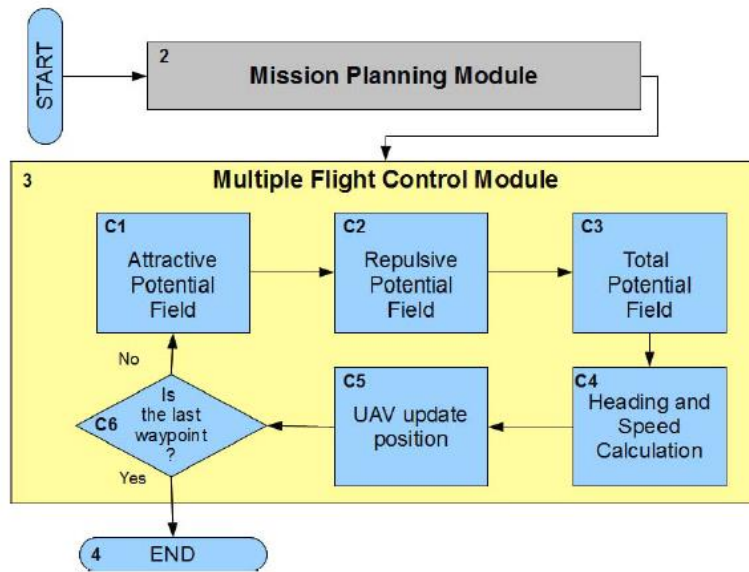 START
2
Mission Planning Module
3
Multiple Flight Control Module
C1
Attractive
Potential
Field
C2
Repulsive
Potential
Field
C3
Total
Potential
Field
C4
Heading and
Speed
Calculation
C5
UAV update
position
C6
Is
the last
waypoint
?
No
Yes
4
END